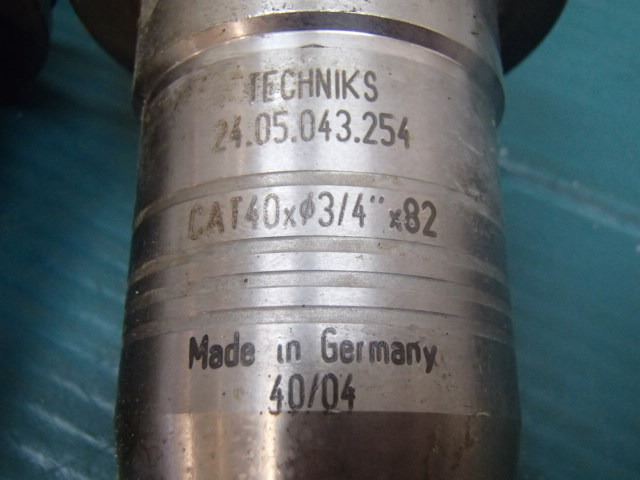 TECHNIKS
24.05.043.254
CAT40xϕ3/4"x82
Made in Germany
40/04